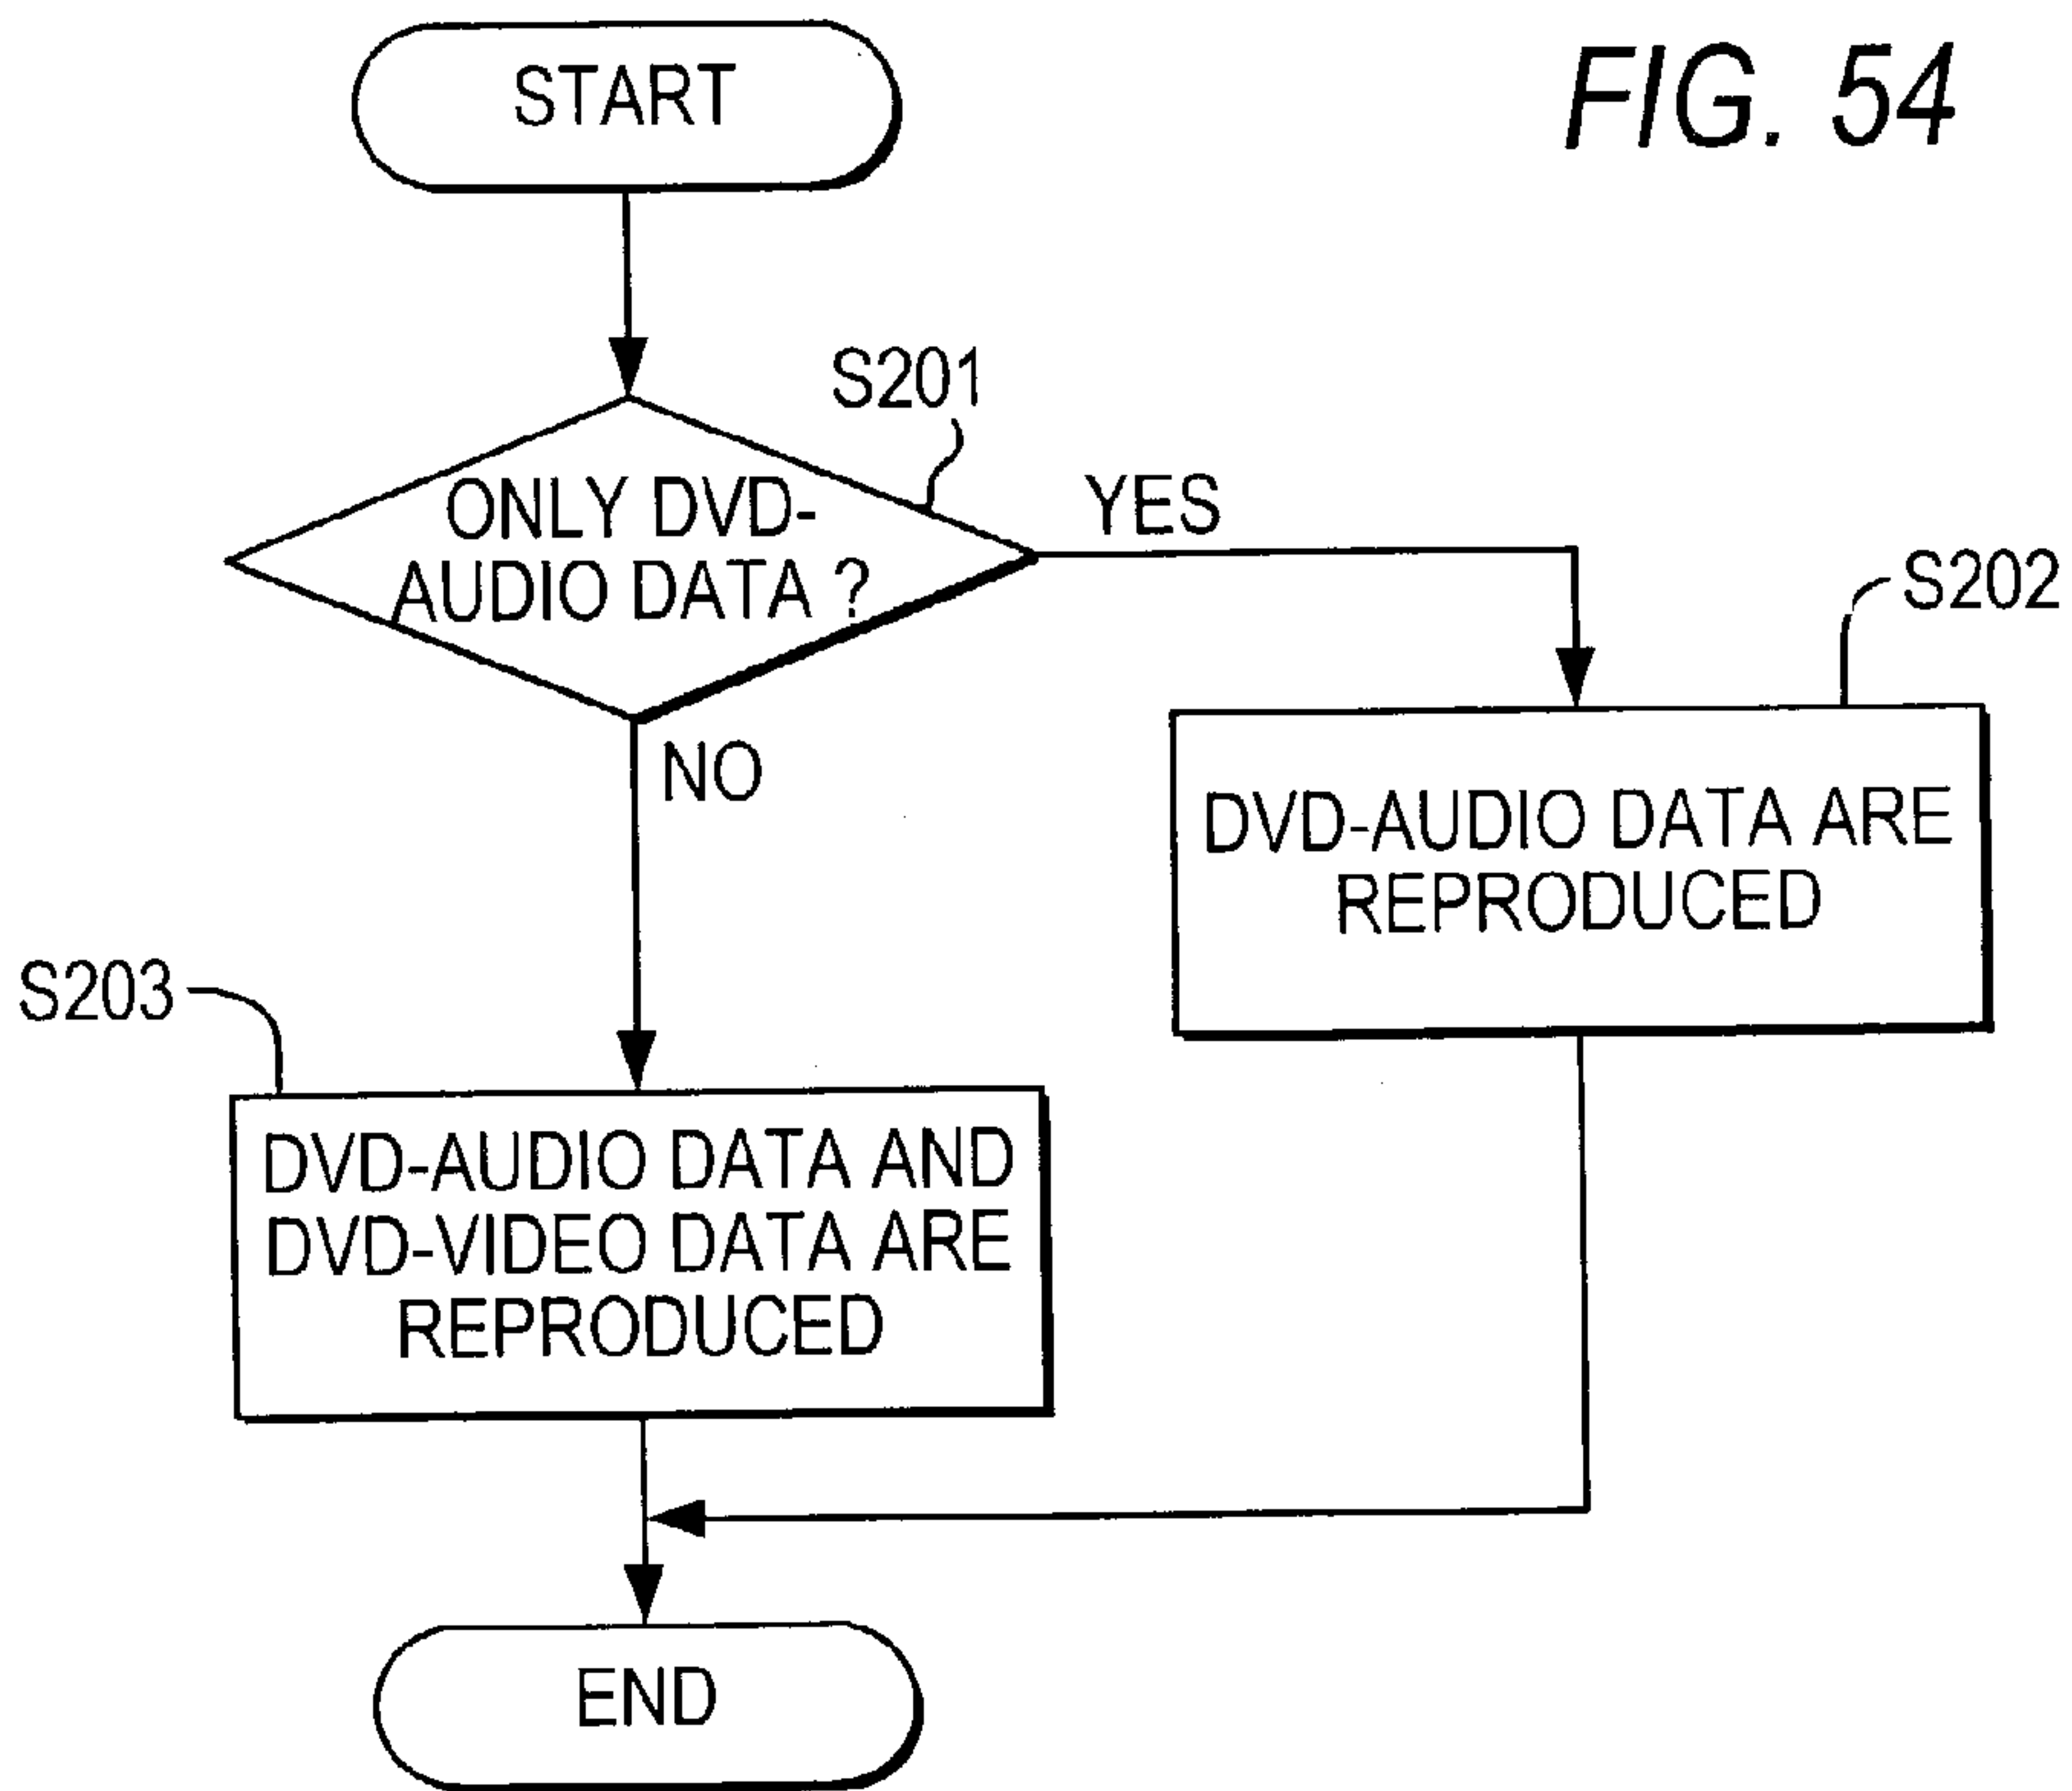 FIG. 54
START
S201
ONLY DVD-
AUDIO DATA ?
YES
NO
S202
DVD-AUDIO DATA ARE
REPRODUCED
S203
DVD-AUDIO DATA AND
DVD-VIDEO DATA ARE
REPRODUCED
END